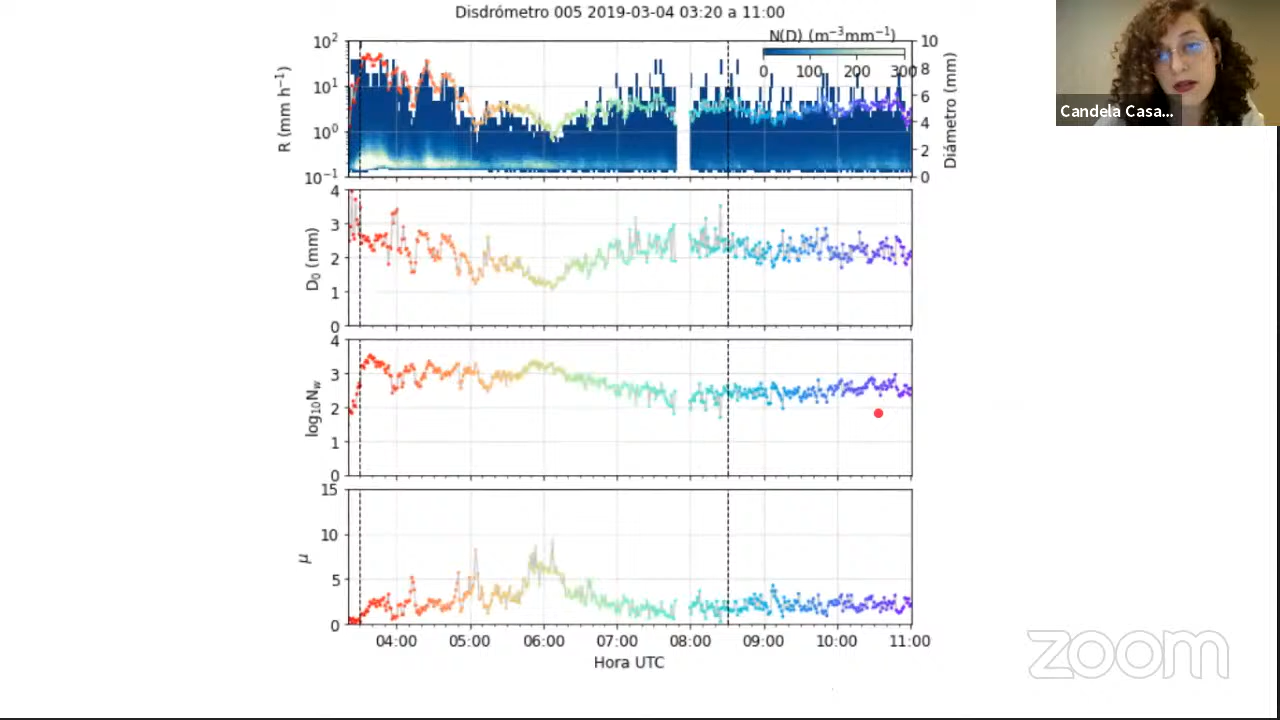 Disdrómetro 005 2019-03-04 03:20 a 11:00
N(D) (m⁻³mm⁻¹)
0 100 200 300
10² 10¹ 10⁰ 10⁻¹
R (mm h⁻¹)
10 8 6 4 2 0
Diámetro (mm)
Candela Casa...
4 3 2 1 0
D₀ (mm)
4 3 2 1 0
log₁₀N_w
15 10 5 0
μ
04:00 05:00 06:00 07:00 08:00 09:00 10:00 11:00
Hora UTC
zoom